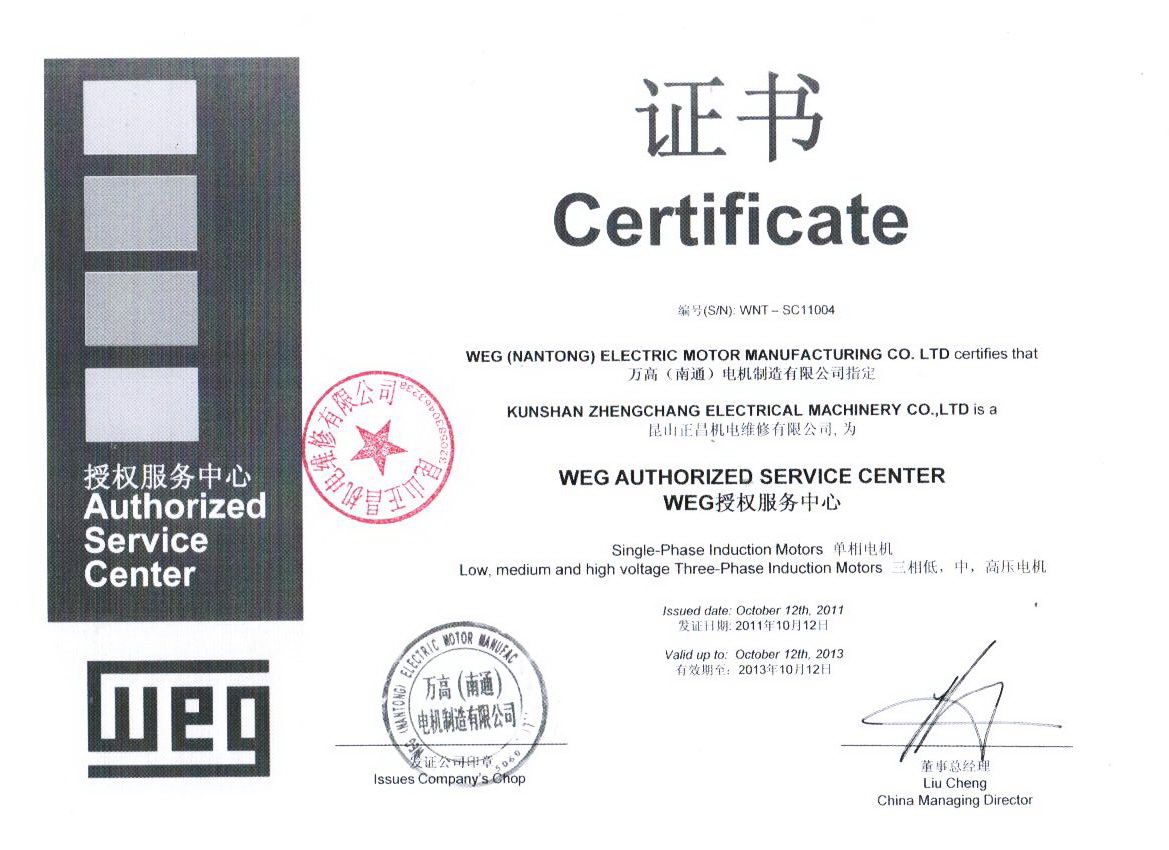 证书
Certificate
编号(S/N): WNT – SC11004
WEG (NANTONG) ELECTRIC MOTOR MANUFACTURING CO. LTD certifies that
万高（南通）电机制造有限公司指定
KUNSHAN ZHENGCHANG ELECTRICAL MACHINERY CO.,LTD is a
昆山正昌机电维修有限公司, 为
WEG AUTHORIZED SERVICE CENTER
WEG授权服务中心
Single-Phase Induction Motors 单相电机
Low, medium and high voltage Three-Phase Induction Motors 三相低，中，高压电机
Issued date: October 12th, 2011
发证日期: 2011年10月12日
Valid up to: October 12th, 2013
有效期至：2013年10月12日
授权服务中心
Authorized
Service
Center
weg
昆山正昌机电维修有限公司
WEG (NANTONG) ELECTRIC MOTOR MANUFAC
万高（南通）
电机制造有限公司
发证公司印章
Issues Company's Chop
董事总经理
Liu Cheng
China Managing Director